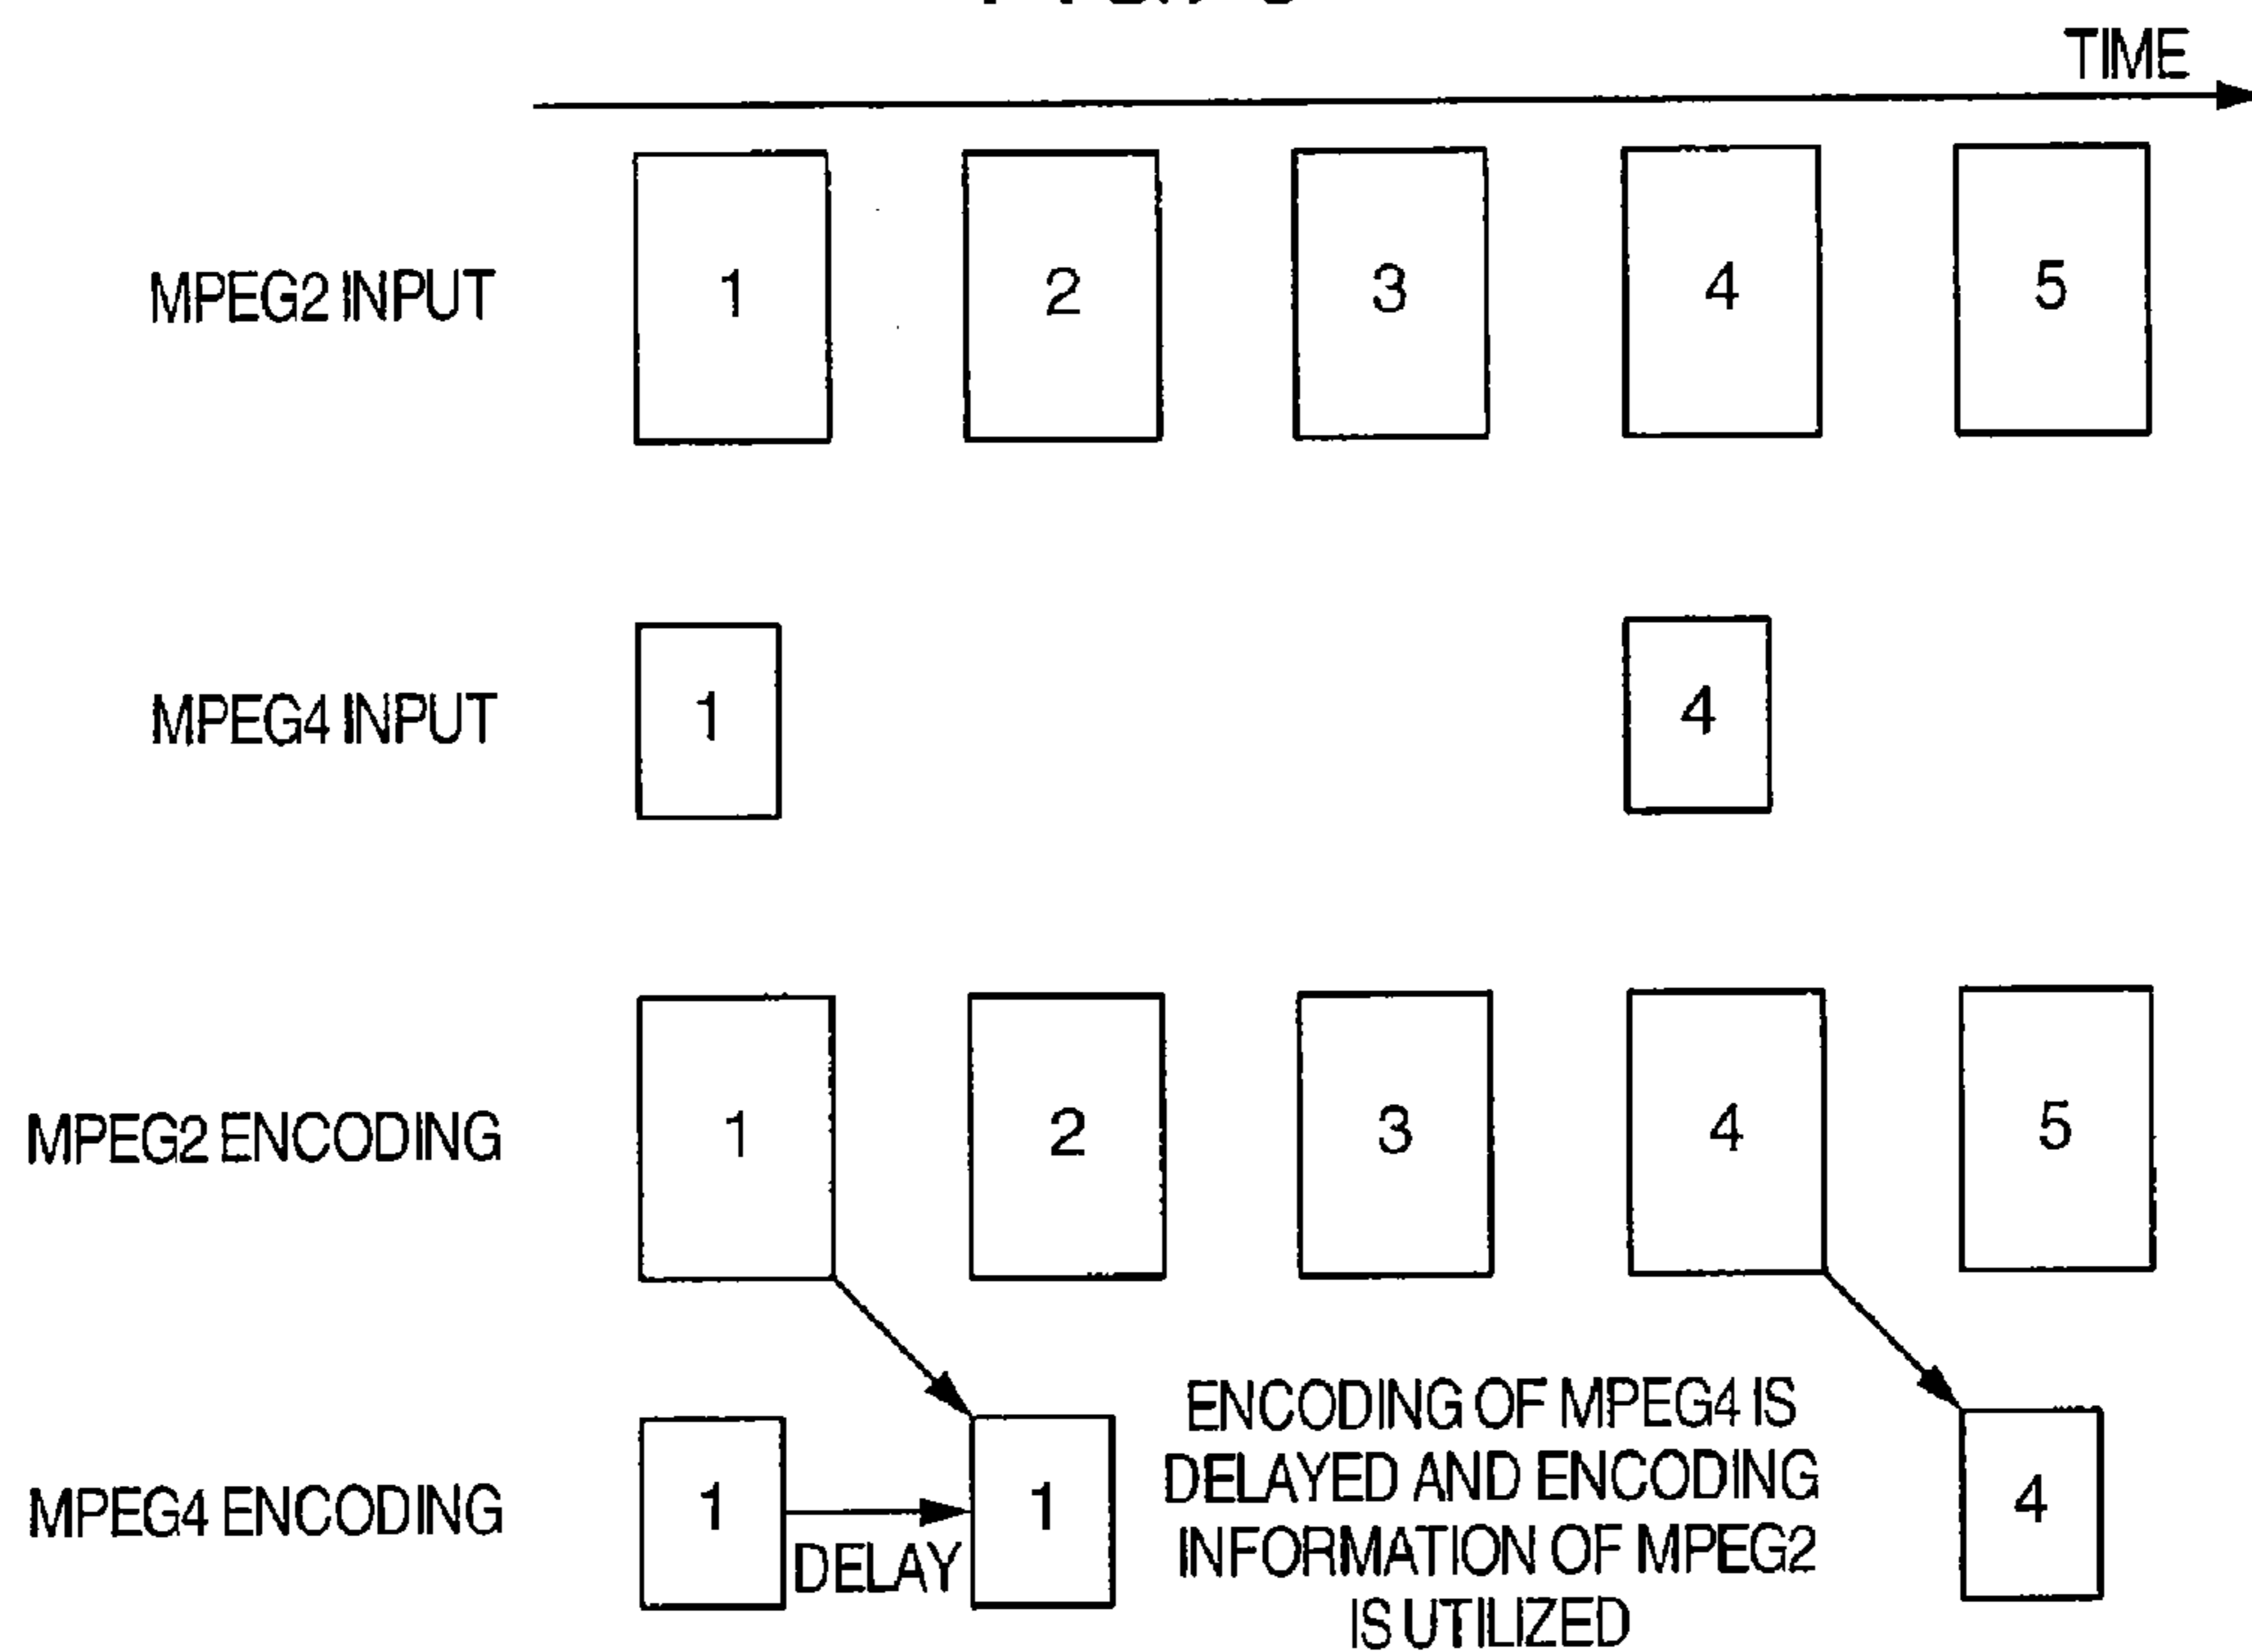 TIME
MPEG2 INPUT 1 2 3 4 5
MPEG4 INPUT 1 4
MPEG2 ENCODING 1 2 3 4 5
MPEG4 ENCODING 1 DELAY 1 4
ENCODING OF MPEG4 IS
DELAYED AND ENCODING
INFORMATION OF MPEG2
IS UTILIZED